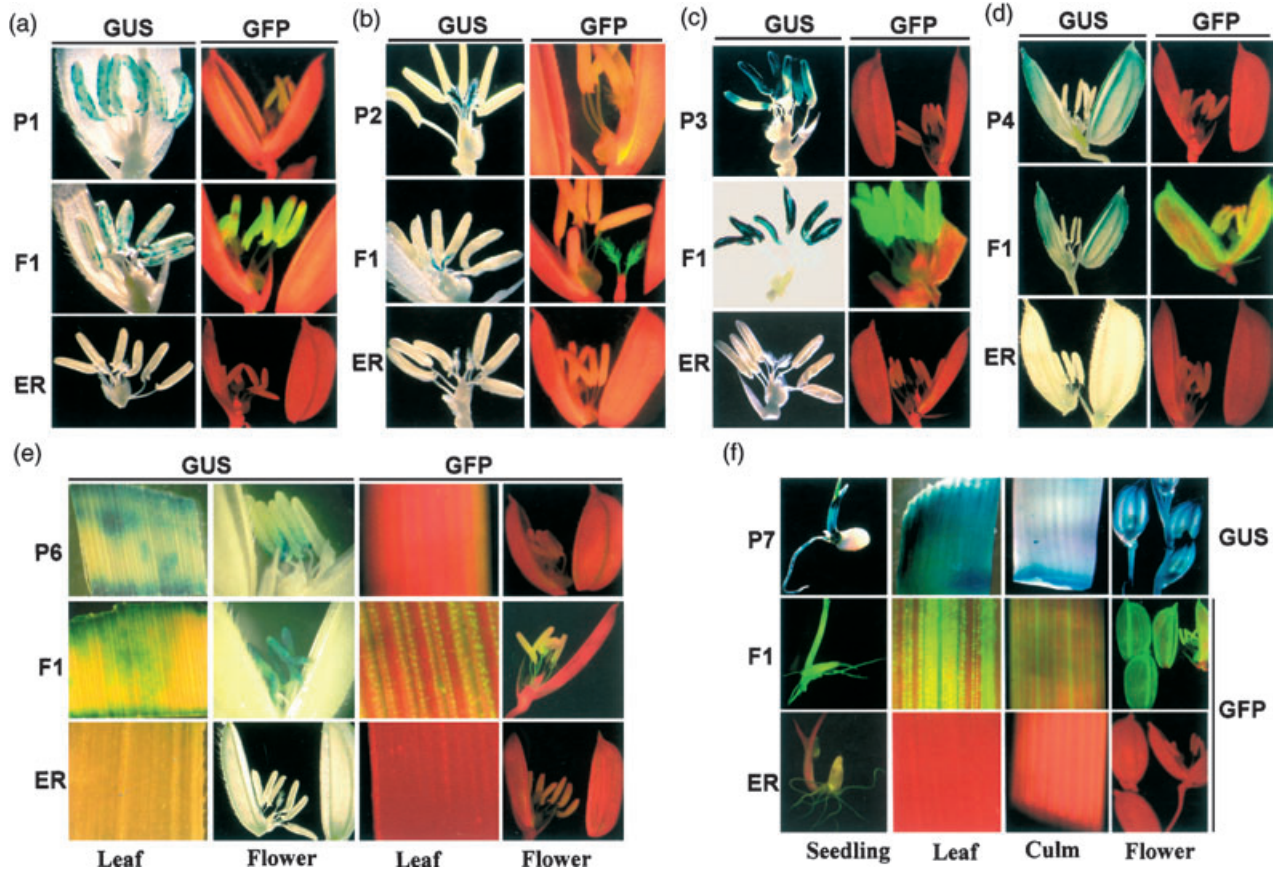 (a) GUS GFP
P1
F1
ER
(b) GUS GFP
P2
F1
ER
(c) GUS GFP
P3
F1
ER
(d) GUS GFP
P4
F1
ER
(e) GUS GFP
P6
F1
ER
Leaf Flower Leaf Flower
(f)
P7 GUS
F1
GFP
ER
Seedling Leaf Culm Flower